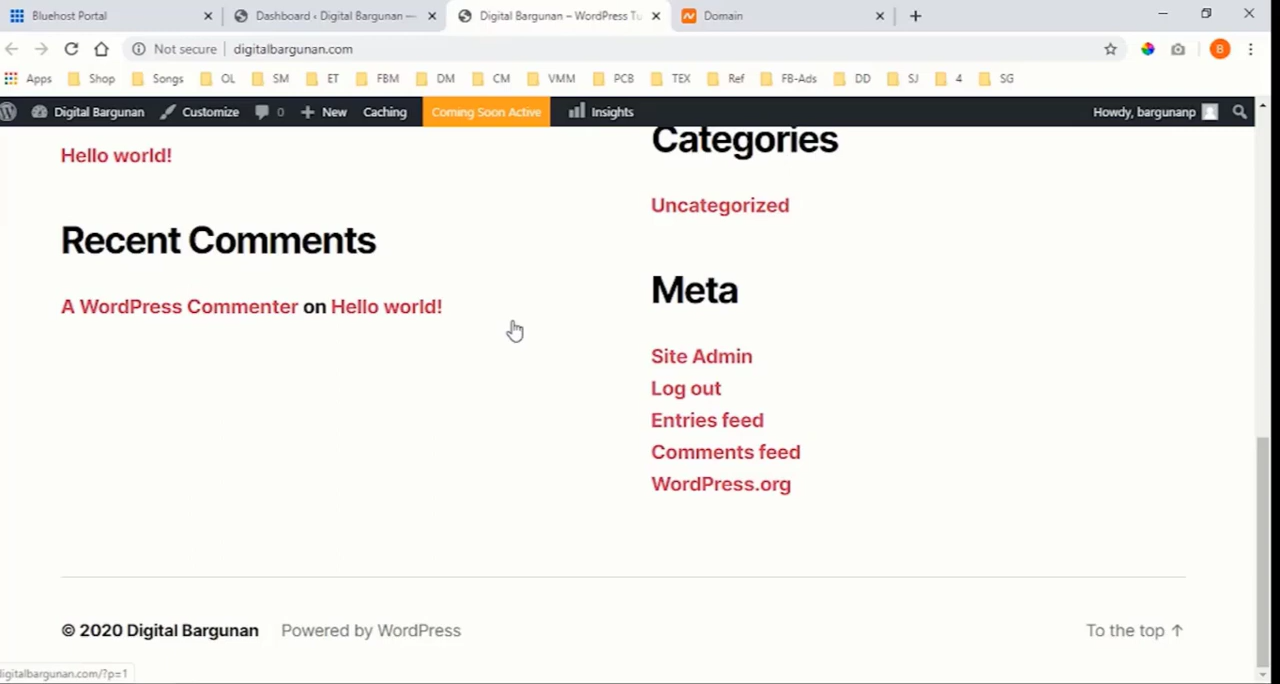 Bluehost Portal
Dashboard ‹ Digital Bargunan —
Digital Bargunan – WordPress Tu
Domain
Not secure | digitalbargunan.com
B
Apps Shop Songs OL SM ET FBM DM CM VMM PCB TEX Ref FB-Ads DD SJ 4 SG
Digital Bargunan Customize 0 New Caching Coming Soon Active Insights Howdy, bargunanp
Hello world!
Recent Comments
A WordPress Commenter on Hello world!
Categories
Uncategorized
Meta
Site Admin
Log out
Entries feed
Comments feed
WordPress.org
© 2020 Digital Bargunan Powered by WordPress
To the top ↑
digitalbargunan.com/?p=1